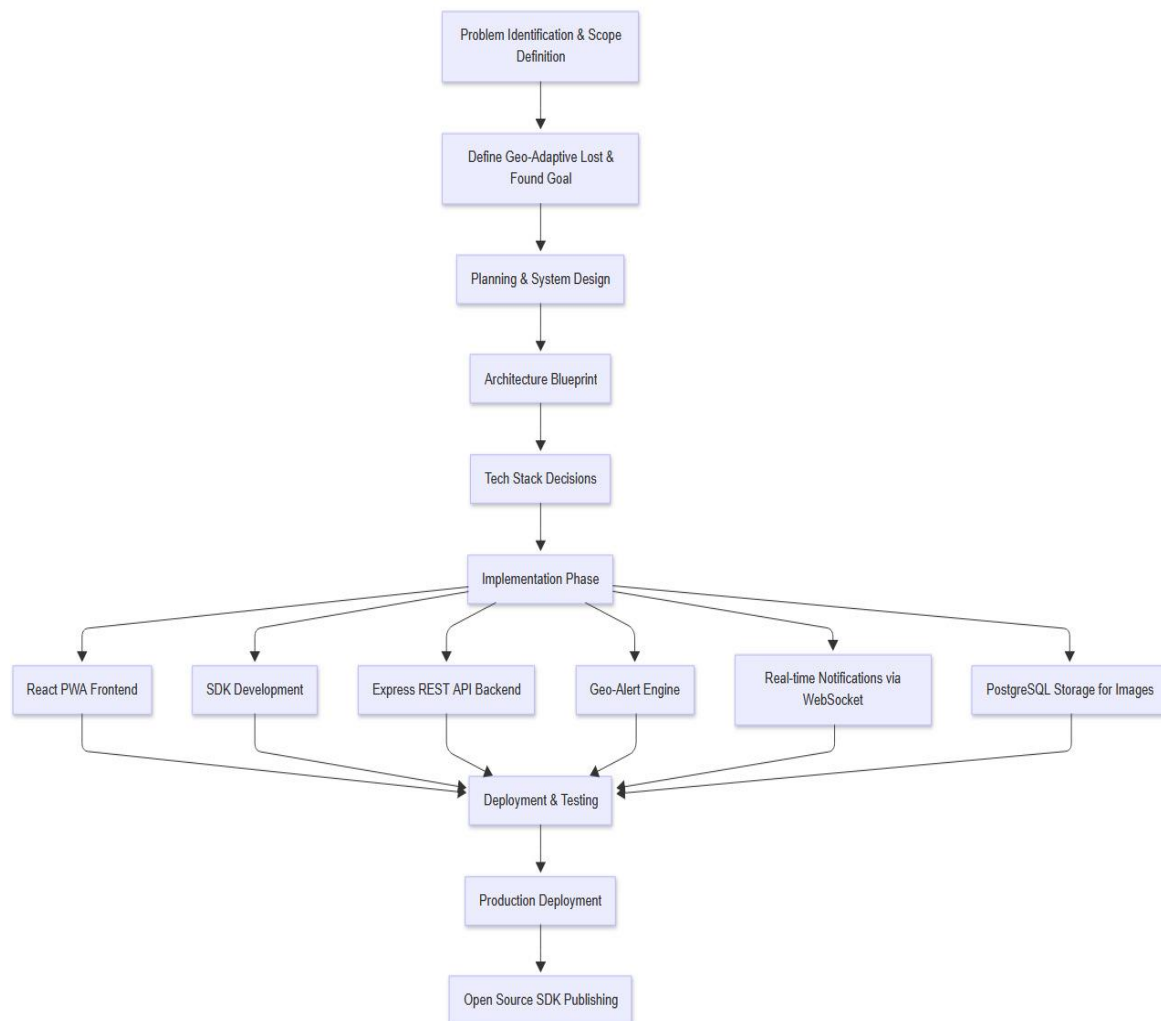 Problem Identification & Scope
Definition
Define Geo-Adaptive Lost &
Found Goal
Planning & System Design
Architecture Blueprint
Tech Stack Decisions
Implementation Phase
React PWA Frontend
SDK Development
Express REST API Backend
Geo-Alert Engine
Real-time Notifications via
WebSocket
PostgreSQL Storage for Images
Deployment & Testing
Production Deployment
Open Source SDK Publishing